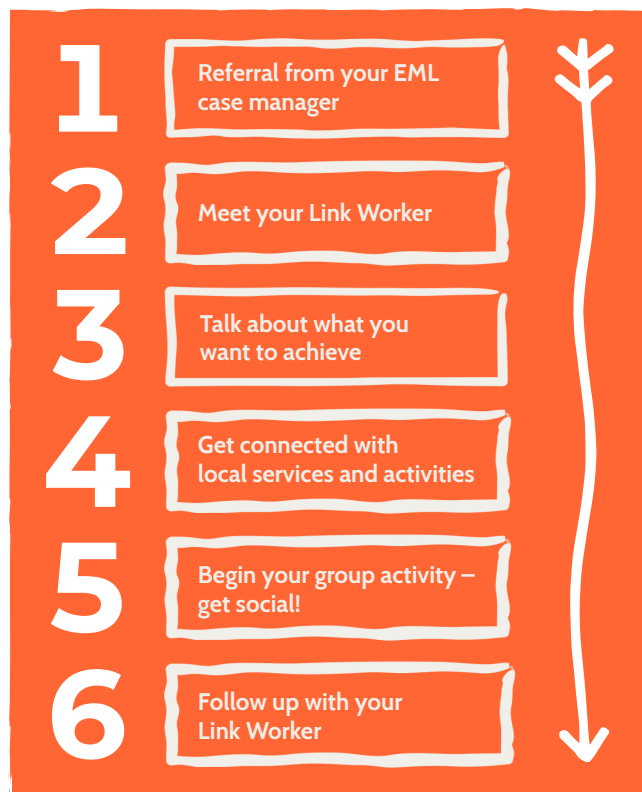 1
Referral from your EML
case manager
2
Meet your Link Worker
3
Talk about what you
want to achieve
4
Get connected with
local services and activities
5
Begin your group activity –
get social!
6
Follow up with your
Link Worker